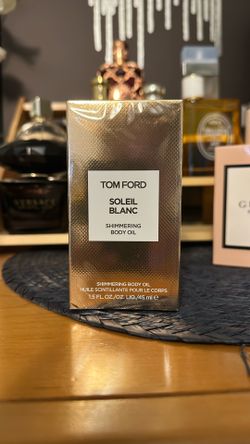 TOM FORD
SOLEIL
BLANC
SHIMMERING
BODY OIL
SHIMMERING BODY OIL
HUILE SCINTILLANTE POUR LE CORPS
1.5 FL.OZ./OZ. LIQ./45 ml ℮
VERSACE